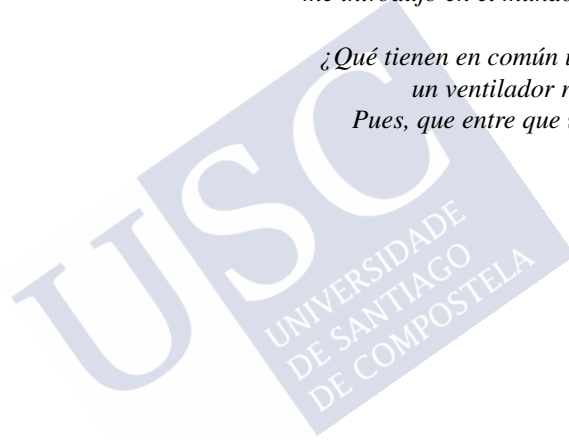 ¿Qué tienen en común
un ventilador
Pues, que entre que
USC
UNIVERSIDADE
DE SANTIAGO
DE COMPOSTELA